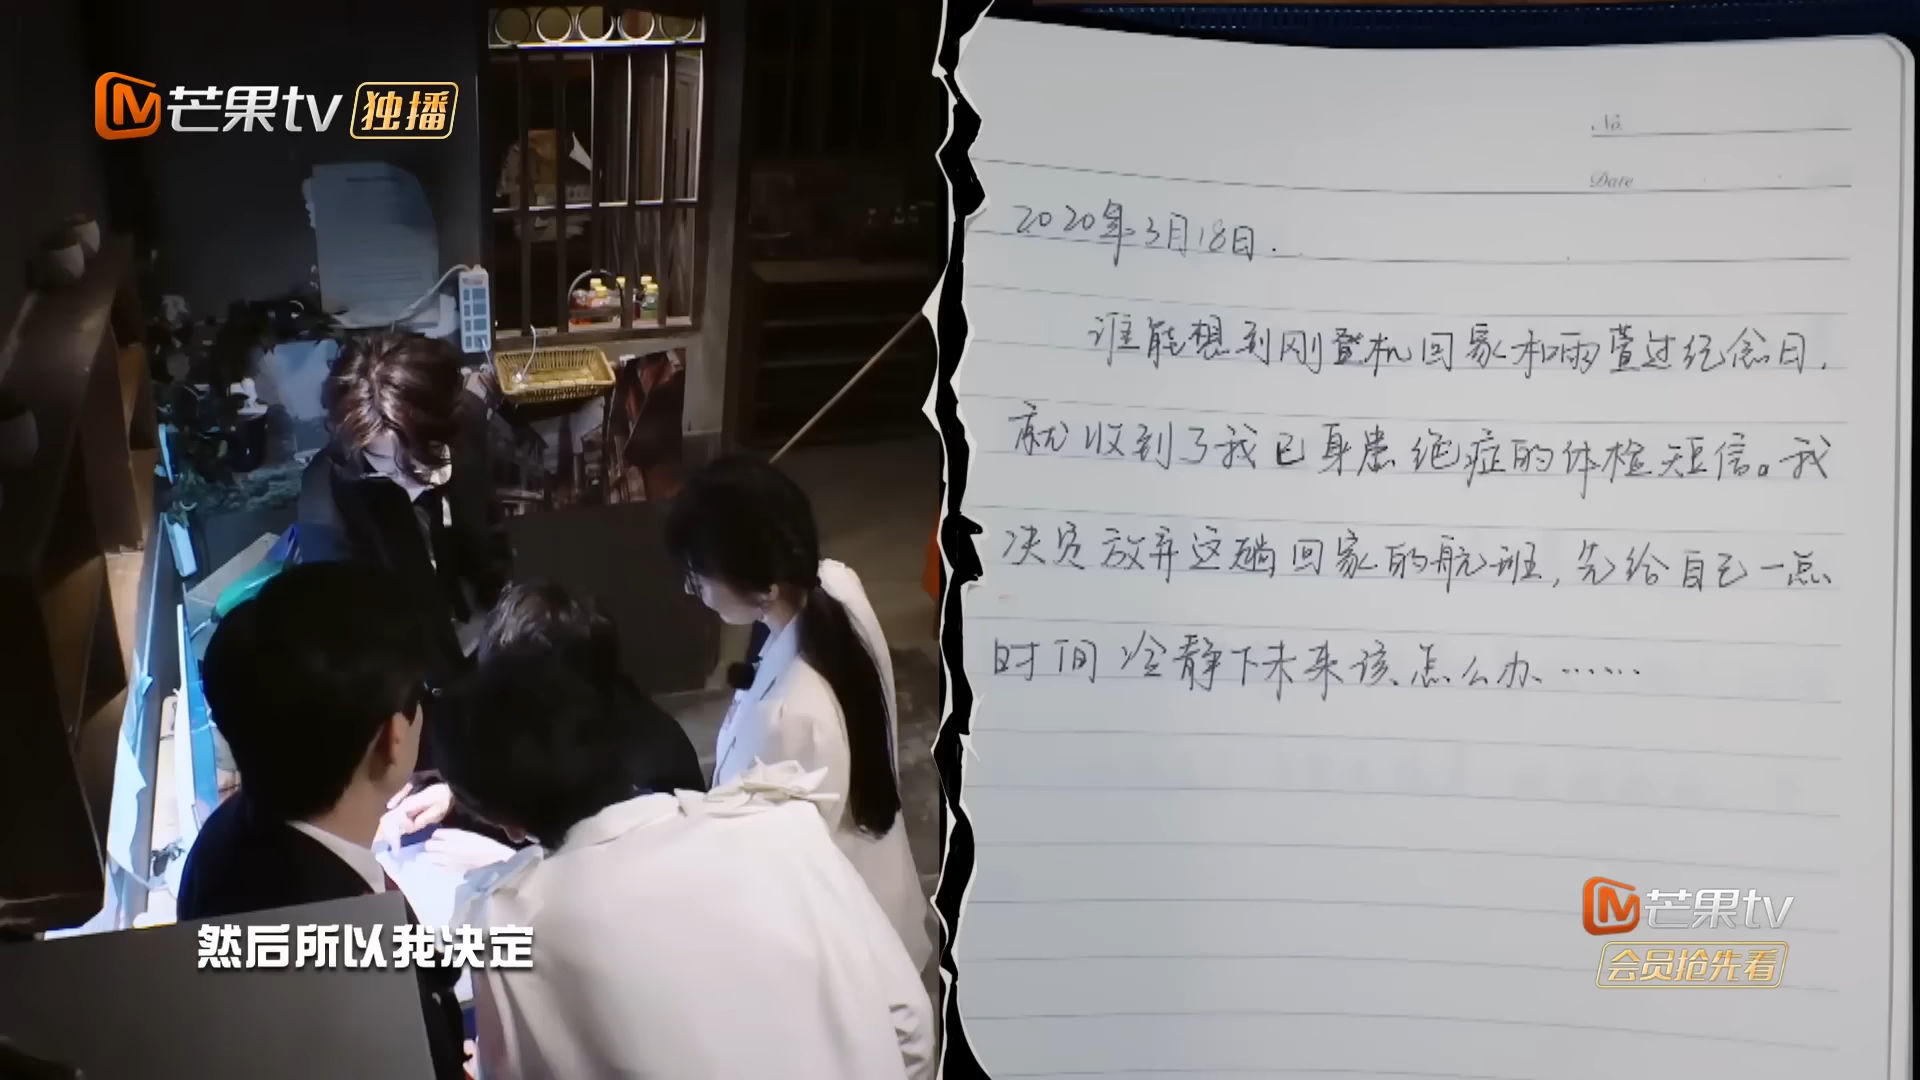 芒果tv 独播
No.
Date
2020年3月18日.
谁能想到刚登机回家和雨萱过纪念日,
就收到了我已身患绝症的体检短信。我
决定放弃这趟回家的航班,先给自己一点
时间冷静下未来该怎么办……
然后所以我决定
芒果tv
会员抢先看